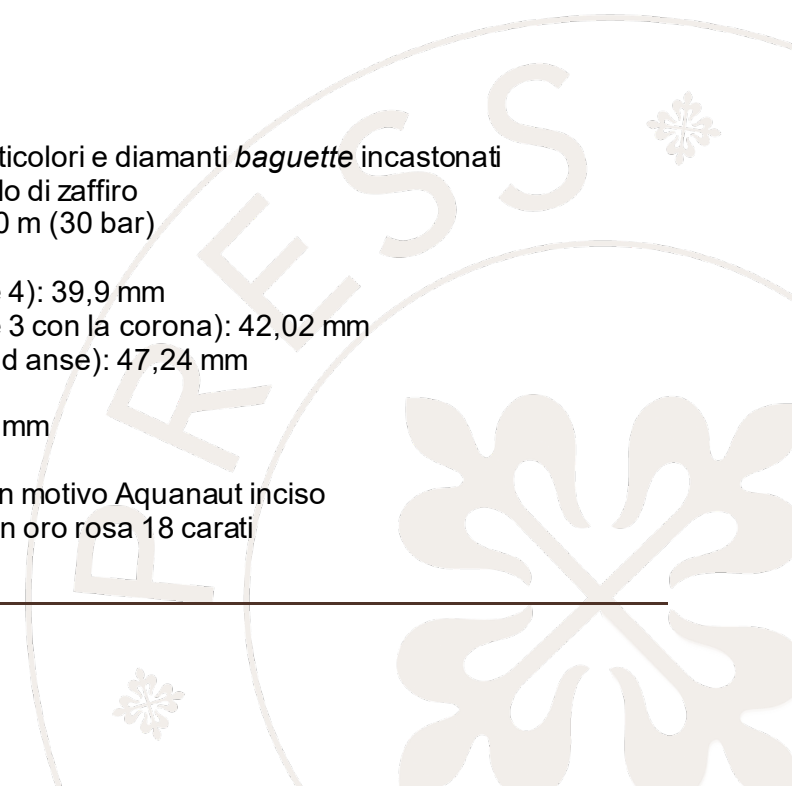 ticolori e diamanti baguette incastonati
lo di zaffiro
0 m (30 bar)
e 4): 39,9 mm
e 3 con la corona): 42,02 mm
d anse): 47,24 mm
mm
n motivo Aquanaut inciso
n oro rosa 18 carati
PRESS